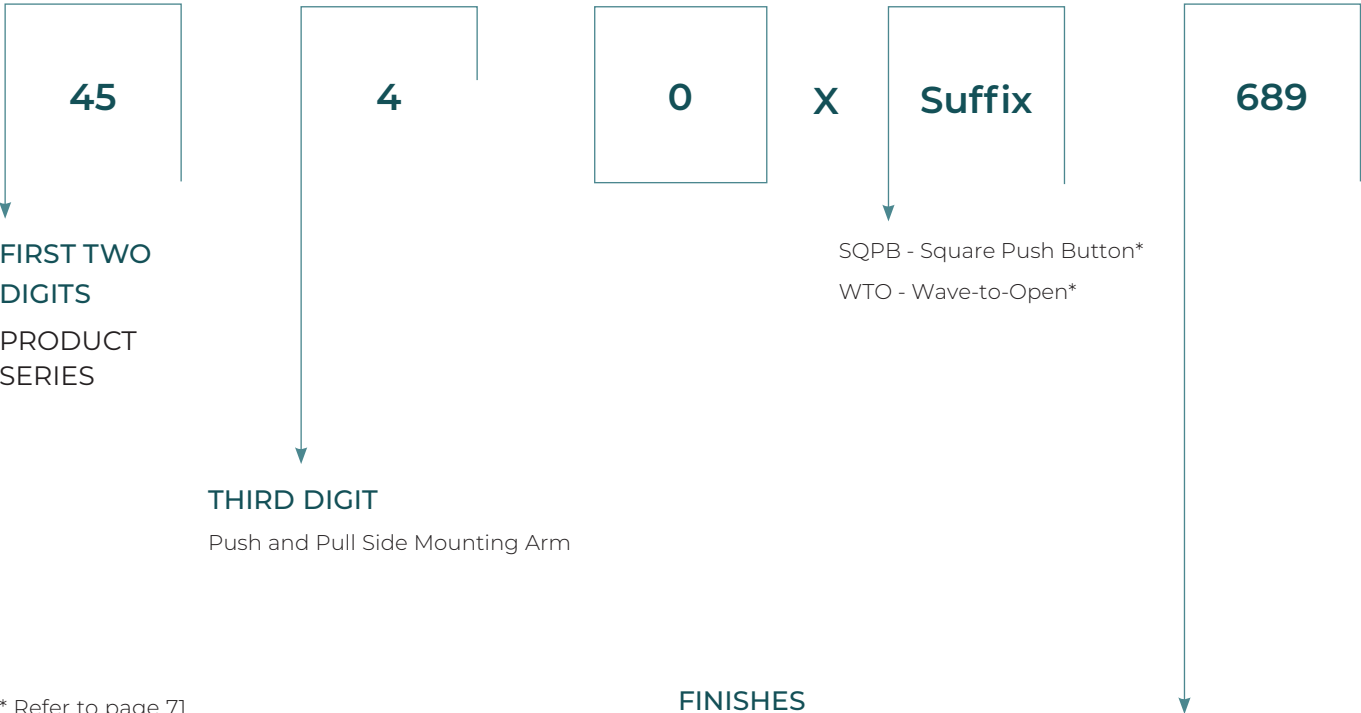 45 4 0 X Suffix 689
FIRST TWO
DIGITS
PRODUCT
SERIES
SQPB - Square Push Button*
WTO - Wave-to-Open*
THIRD DIGIT
Push and Pull Side Mounting Arm
* Refer to page 71
FINISHES